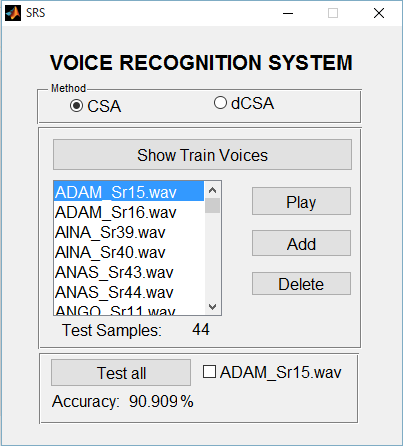 SRS
VOICE RECOGNITION SYSTEM
Method
CSA
dCSA
Show Train Voices
ADAM_Sr15.wav
ADAM_Sr16.wav
AINA_Sr39.wav
AINA_Sr40.wav
ANAS_Sr43.wav
ANAS_Sr44.wav
ANGO_Sr11.wav
Play
Add
Delete
Test Samples: 44
Test all
ADAM_Sr15.wav
Accuracy: 90.909%